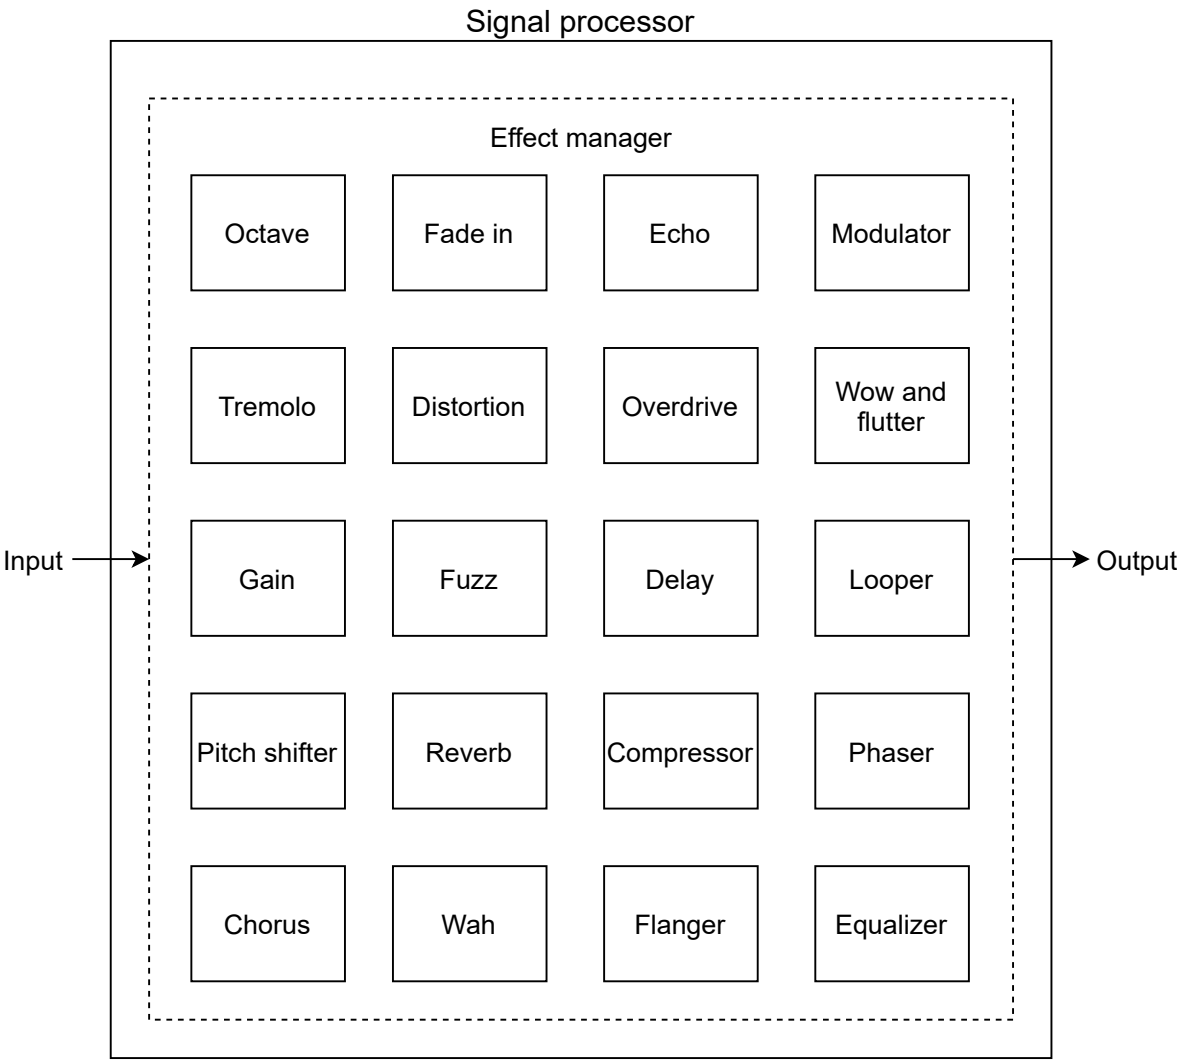 Signal processor
Effect manager
Octave
Fade in
Echo
Modulator
Tremolo
Distortion
Overdrive
Wow and
flutter
Input
Gain
Fuzz
Delay
Looper
Output
Pitch shifter
Reverb
Compressor
Phaser
Chorus
Wah
Flanger
Equalizer